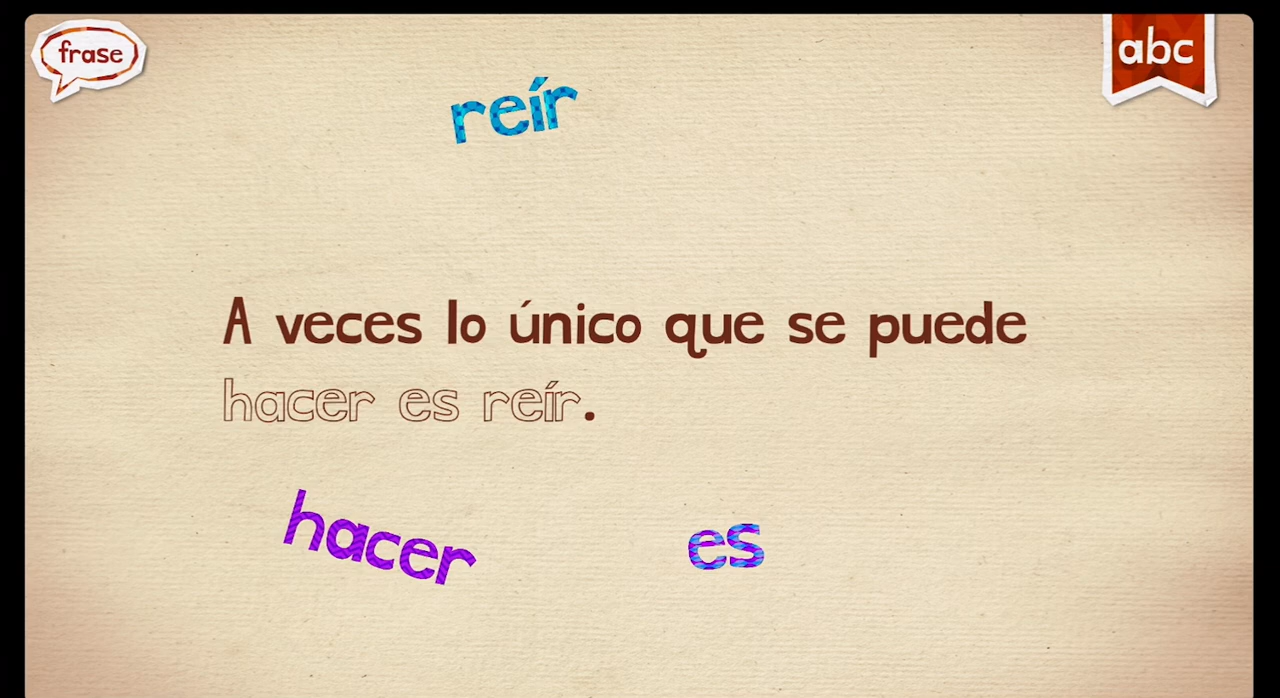 frase
abc
reír
A veces lo único que se puede
hacer es reír.
hacer
es